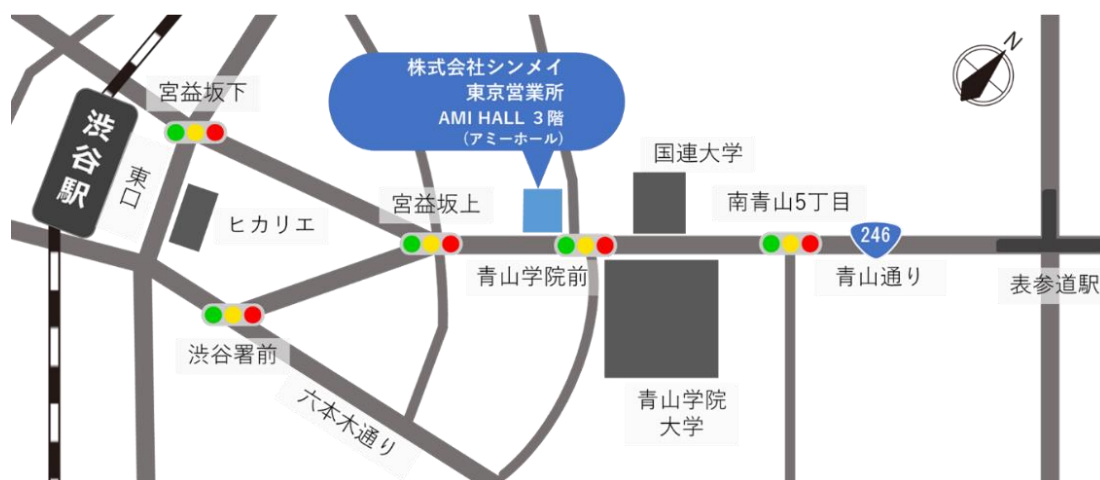 N
株式会社シンメイ
東京営業所
AMI HALL 3階
(アミーホール)
宮益坂下
渋谷駅
東口
国連大学
ヒカリエ
宮益坂上
南青山5丁目
246
青山学院前
青山通り
表参道駅
渋谷署前
六本木通り
青山学院
大学